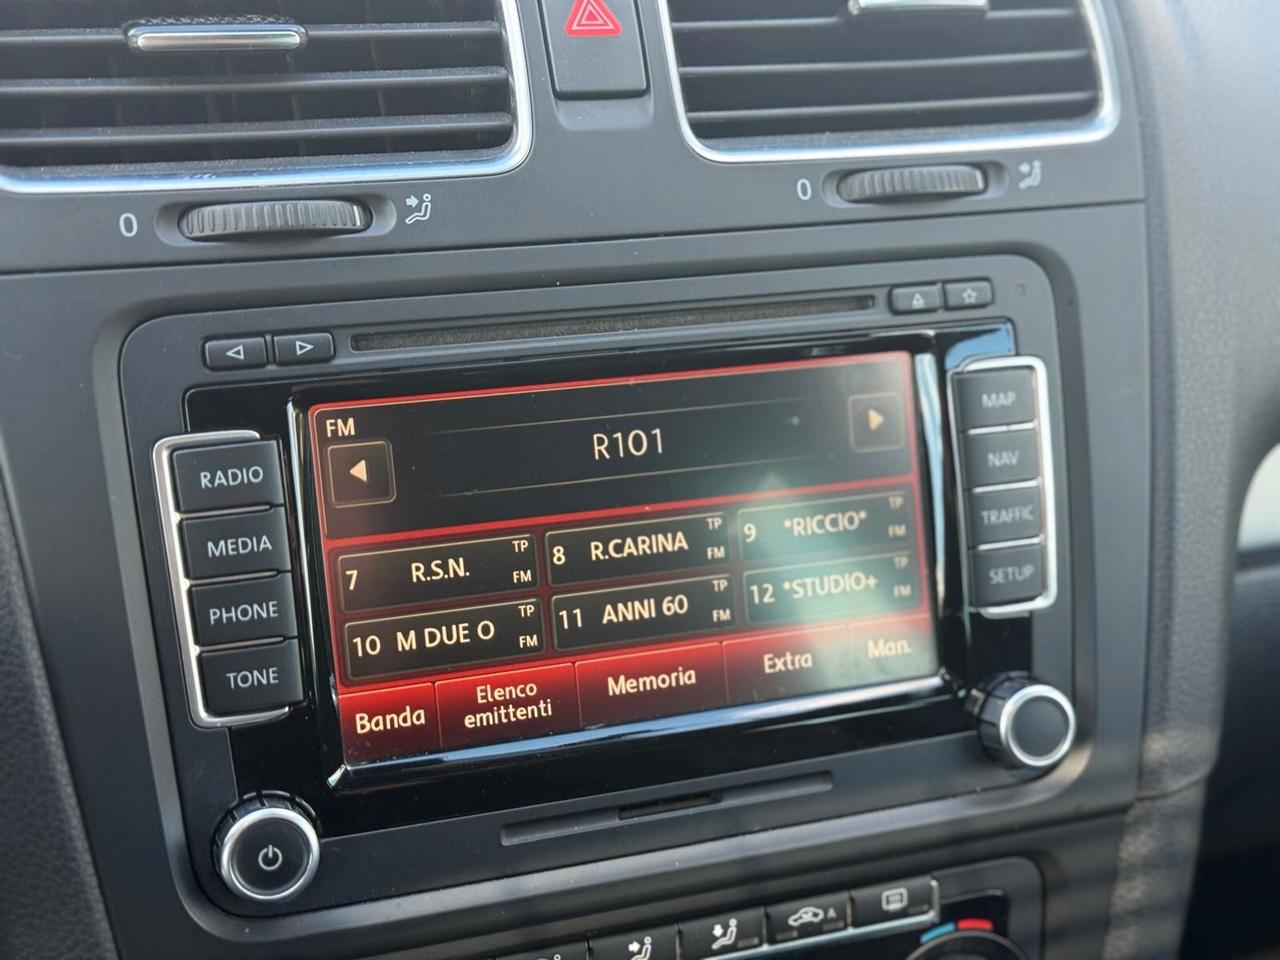 0
0
FM
R101
RADIO
MEDIA
PHONE
TONE
MAP
NAV
TRAFFIC
SETUP
7 R.S.N. TP FM
8 R.CARINA TP FM
9 *RICCIO* TP FM
10 M DUE O TP FM
11 ANNI 60 TP FM
12 *STUDIO+ TP FM
Banda
Elenco
emittenti
Memoria
Extra
Man.
A